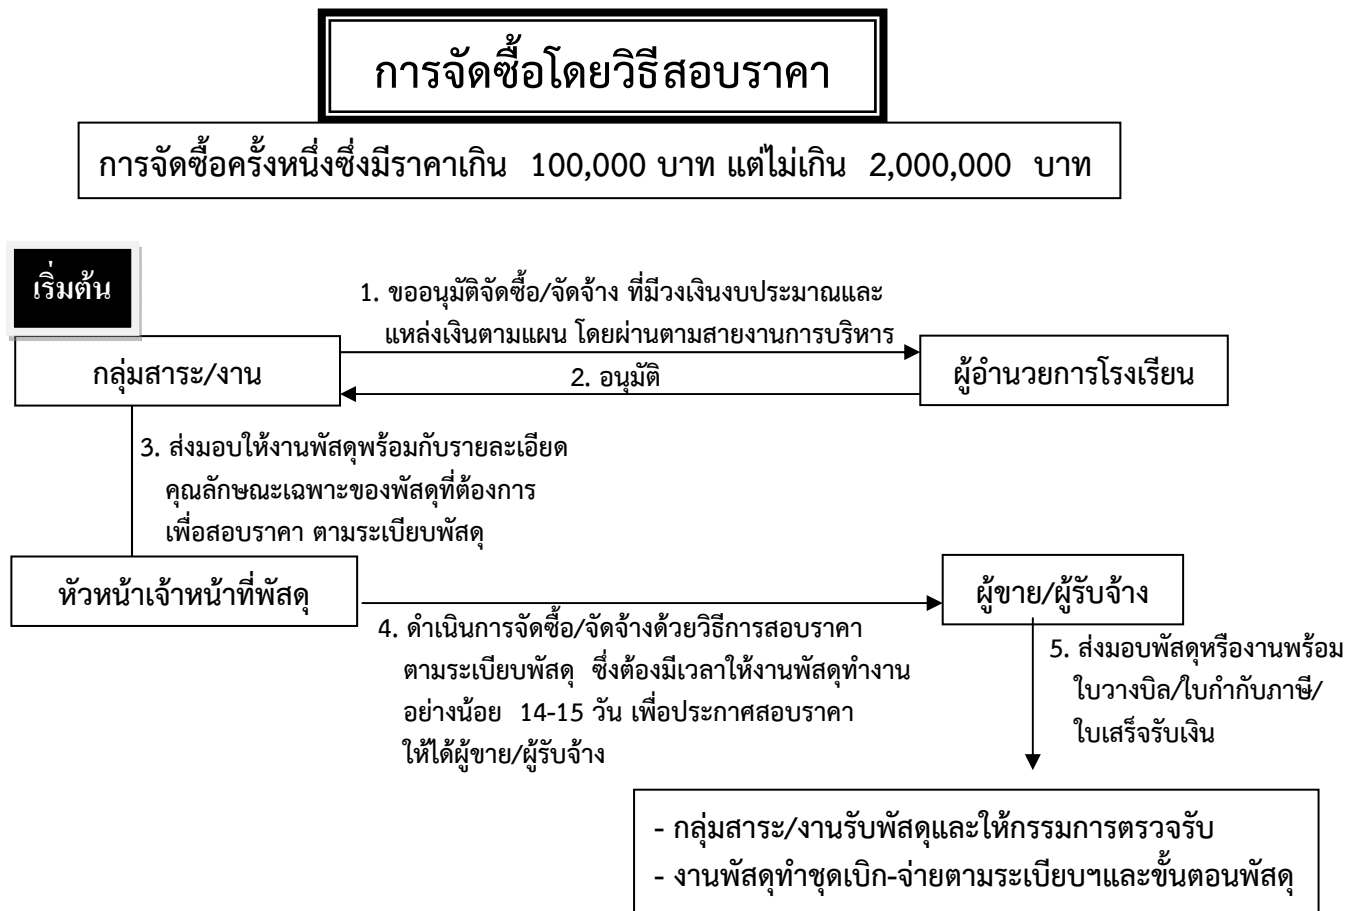 การจัดซื้อโดยวิธีสอบราคา
การจัดซื้อครั้งหนึ่งซึ่งมีราคาเกิน 100,000 บาท แต่ไม่เกิน 2,000,000 บาท
เริ่มต้น
1. ขออนุมัติจัดซื้อ/จัดจ้าง ที่มีวงเงินงบประมาณและ
แหล่งเงินตามแผน โดยผ่านตามสายงานการบริหาร
กลุ่มสาระ/งาน
2. อนุมัติ
ผู้อำนวยการโรงเรียน
3. ส่งมอบให้งานพัสดุพร้อมกับรายละเอียด
คุณลักษณะเฉพาะของพัสดุที่ต้องการ
เพื่อสอบราคา ตามระเบียบพัสดุ
หัวหน้าเจ้าหน้าที่พัสดุ
ผู้ขาย/ผู้รับจ้าง
4. ดำเนินการจัดซื้อ/จัดจ้างด้วยวิธีการสอบราคา
ตามระเบียบพัสดุ ซึ่งต้องมีเวลาให้งานพัสดุทำงาน
อย่างน้อย 14-15 วัน เพื่อประกาศสอบราคา
ให้ได้ผู้ขาย/ผู้รับจ้าง
5. ส่งมอบพัสดุหรืองานพร้อม
ใบวางบิล/ใบกำกับภาษี/
ใบเสร็จรับเงิน
- กลุ่มสาระ/งานรับพัสดุและให้กรรมการตรวจรับ
- งานพัสดุทำชุดเบิก-จ่ายตามระเบียบฯและขั้นตอนพัสดุ